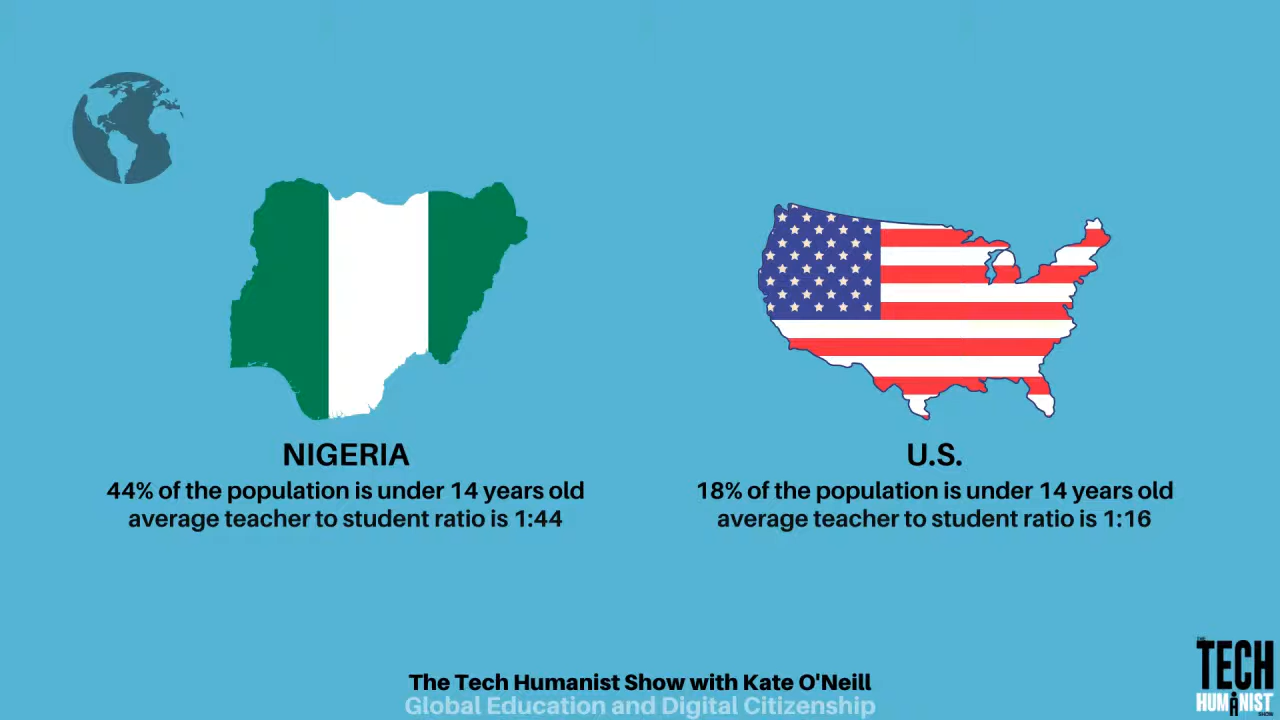 NIGERIA
44% of the population is under 14 years old
average teacher to student ratio is 1:44
U.S.
18% of the population is under 14 years old
average teacher to student ratio is 1:16
The Tech Humanist Show with Kate O'Neill
Global Education and Digital Citizenship
THE
TECH
HUMANIST
SHOW